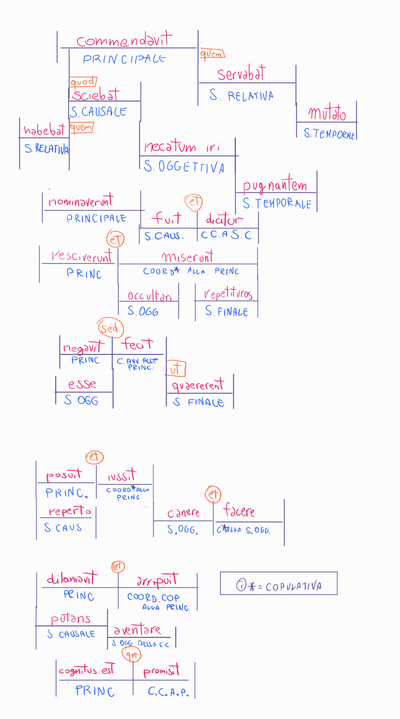 commendavit
PRINCIPALE
quem
servabat
S. RELATIVA
quod
sciebat
S. CAUSALE
mutato
S. TEMPORALE
habebat
quem
S. RELATIVA
necatum iri
S. OGGETTIVA
pugnantem
S. TEMPORALE
nominaverunt
PRINCIPALE
et
fuit
dicitur
S. CAUS.
C.C.A S C
et
resciverunt
miserunt
PRINC
COORD* ALLA PRINC
occultari
repetituros
S. OGG
S. FINALE
sed
negavit
fecit
PRINC
C. AVV. ALLA
PRINC.
ut
esse
quaererent
S OGG
S FINALE
et
posuit
iussit
PRINC.
COORD* ALLA
PRINC
reperto
S CAUS
et
canere
facere
S. OGG.
C* ALLA S. OGG.
et
dilaniavit
arripuit
PRINC
COORD. COP
ALLA PRINC.
putans
S CAUSALE
aventare
S OGG DELLA S C
que
cognitus est
promisit
PRINC
C. C. A. P.
* = COPULATIVA